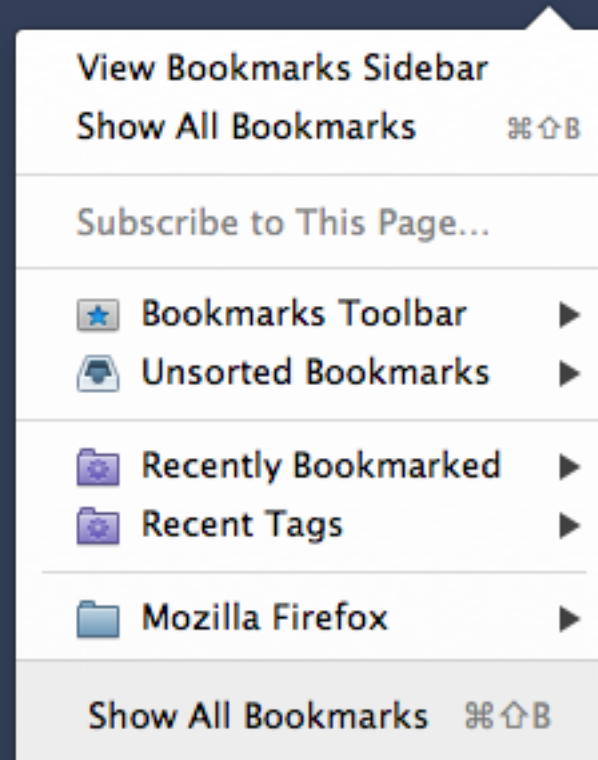 View Bookmarks Sidebar
Show All Bookmarks ⌘⇧B
Subscribe to This Page...
Bookmarks Toolbar
Unsorted Bookmarks
Recently Bookmarked
Recent Tags
Mozilla Firefox
Show All Bookmarks ⌘⇧B